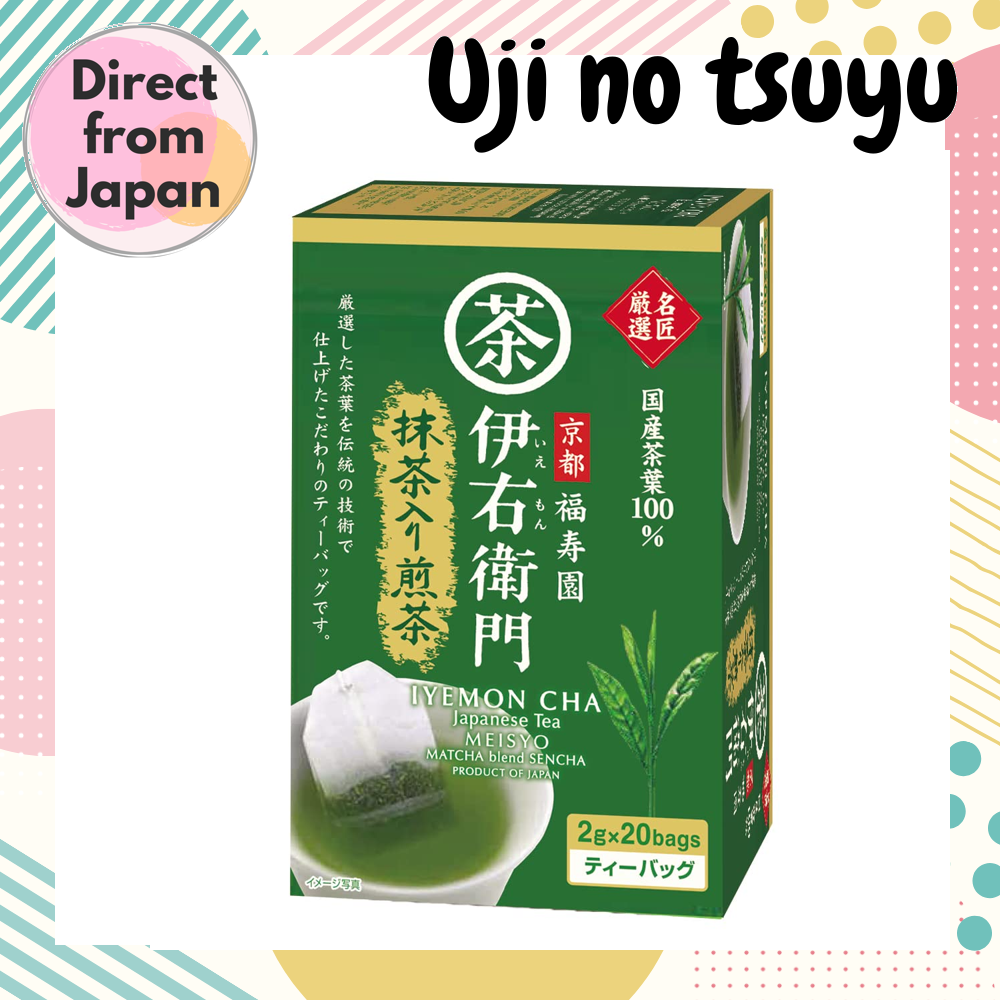 Direct
from
Japan
Uji no tsuyu
茶
名匠
厳選
国産茶葉100%
京都
福寿園
伊右衛門
いえもん
抹茶入り煎茶
厳選した茶葉を伝統の技術で
仕上げたこだわりのティーバッグです。
IYEMON CHA
Japanese Tea
MEISYO
MATCHA blend SENCHA
PRODUCT OF JAPAN
2g×20bags
ティーバッグ
イメージ写真